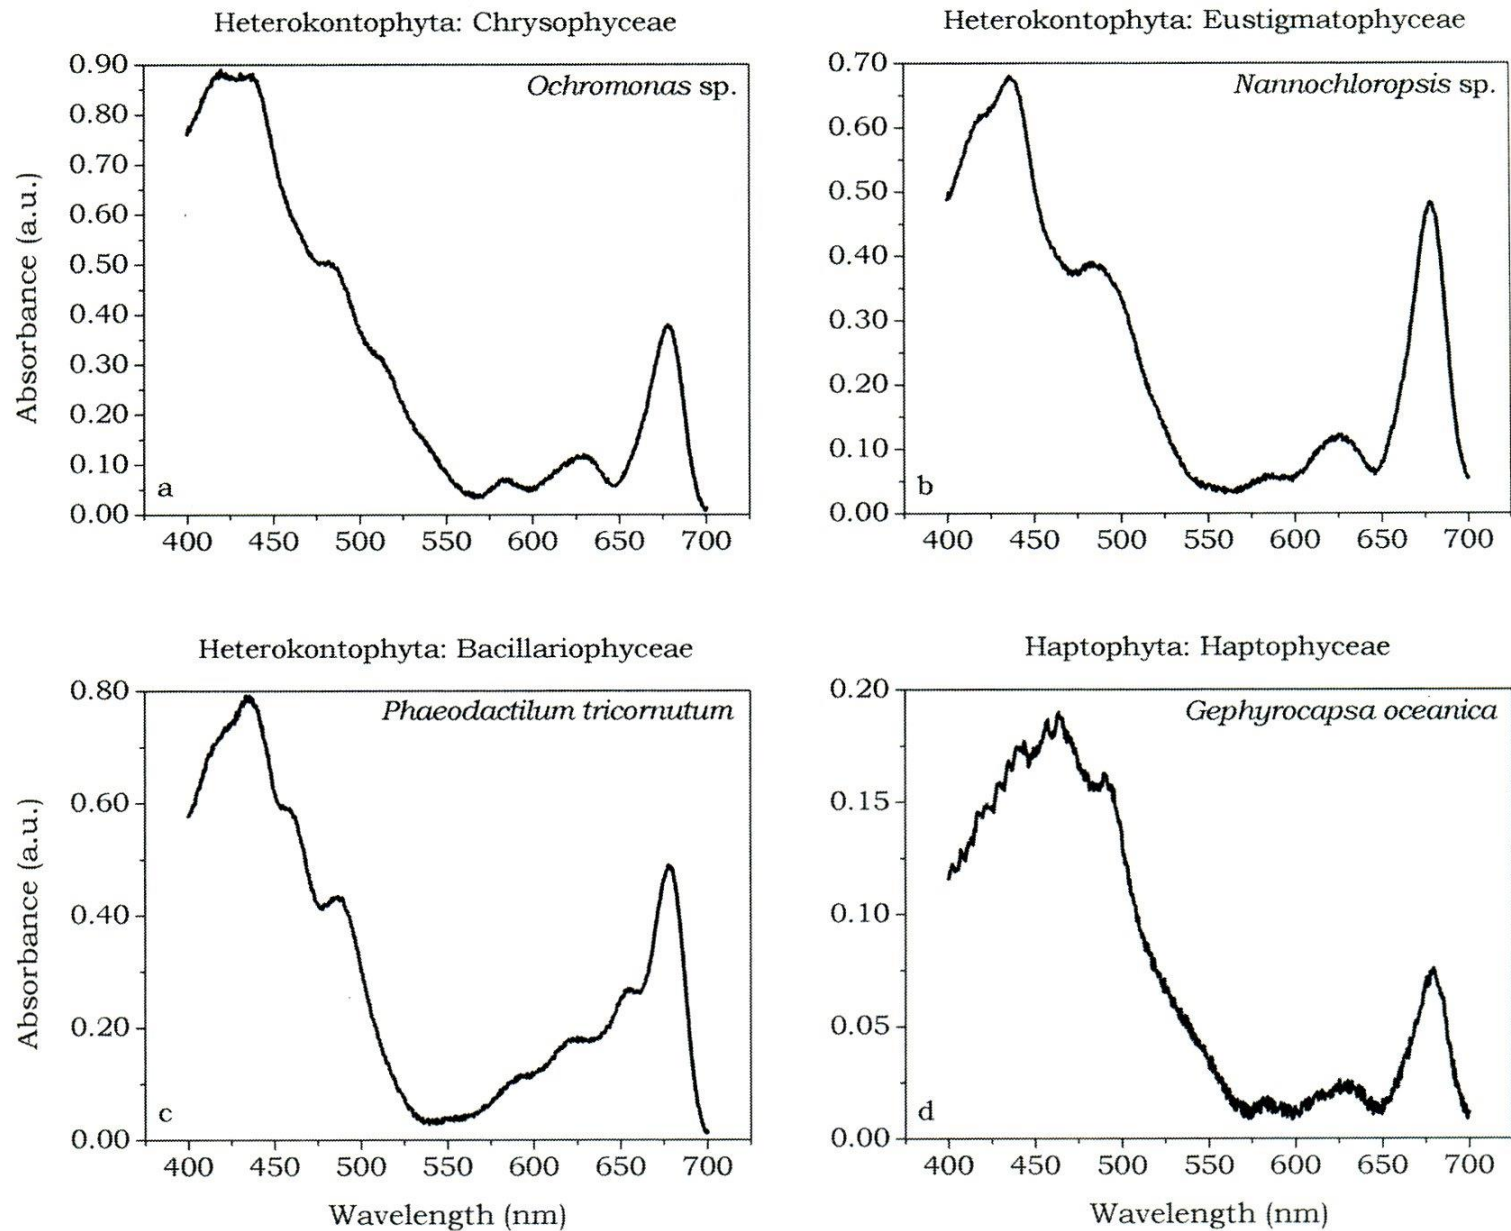 Heterokontophyta: Chrysophyceae
Ochromonas sp.
Absorbance (a.u.)
0.90
0.80
0.70
0.60
0.50
0.40
0.30
0.20
0.10
0.00
a
400 450 500 550 600 650 700
Heterokontophyta: Eustigmatophyceae
Nannochloropsis sp.
0.70
0.60
0.50
0.40
0.30
0.20
0.10
0.00
b
400 450 500 550 600 650 700
Heterokontophyta: Bacillariophyceae
Phaeodactilum tricornutum
Absorbance (a.u.)
0.80
0.60
0.40
0.20
0.00
c
400 450 500 550 600 650 700
Wavelength (nm)
Haptophyta: Haptophyceae
Gephyrocapsa oceanica
0.20
0.15
0.10
0.05
0.00
d
400 450 500 550 600 650 700
Wavelength (nm)